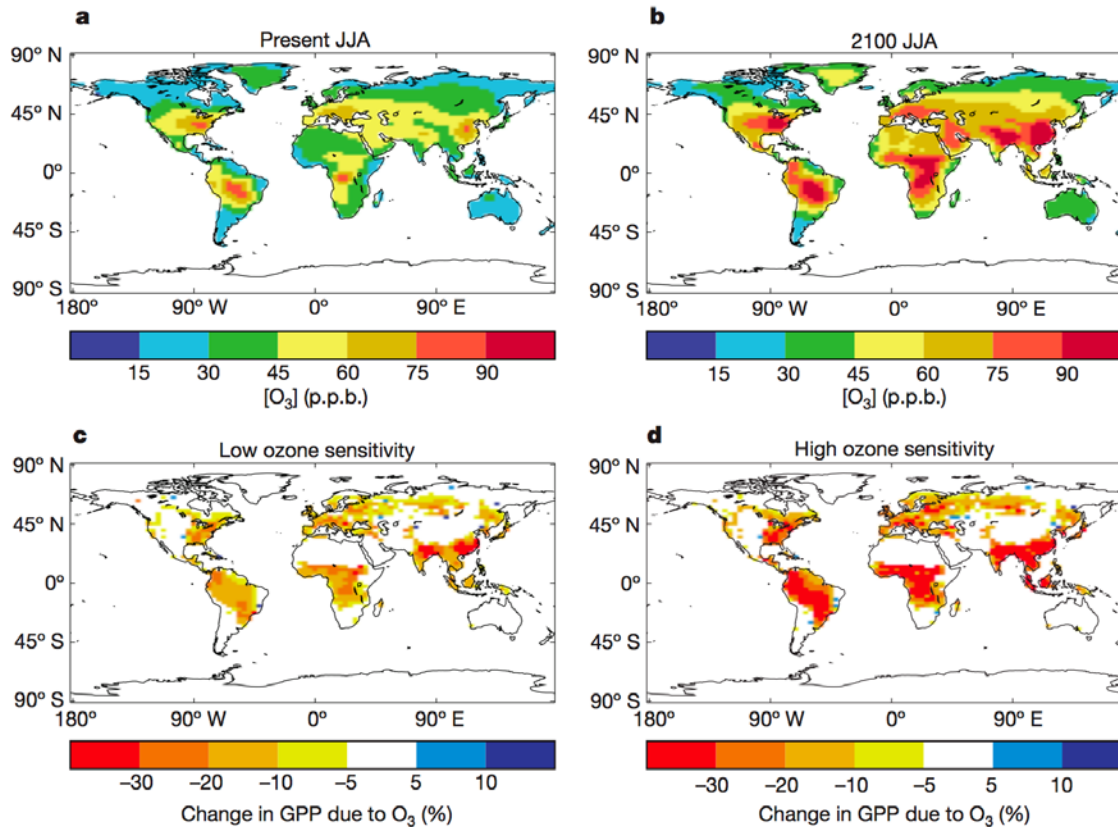 a
Present JJA
90° N
45° N
0°
45° S
90° S
180° 90° W 0° 90° E
15 30 45 60 75 90
[O₃] (p.p.b.)
b
2100 JJA
90° N
45° N
0°
45° S
90° S
180° 90° W 0° 90° E
15 30 45 60 75 90
[O₃] (p.p.b.)
c
Low ozone sensitivity
90° N
45° N
0°
45° S
90° S
180° 90° W 0° 90° E
–30 –20 –10 –5 5 10
Change in GPP due to O₃ (%)
d
High ozone sensitivity
90° N
45° N
0°
45° S
90° S
180° 90° W 0° 90° E
–30 –20 –10 –5 5 10
Change in GPP due to O₃ (%)